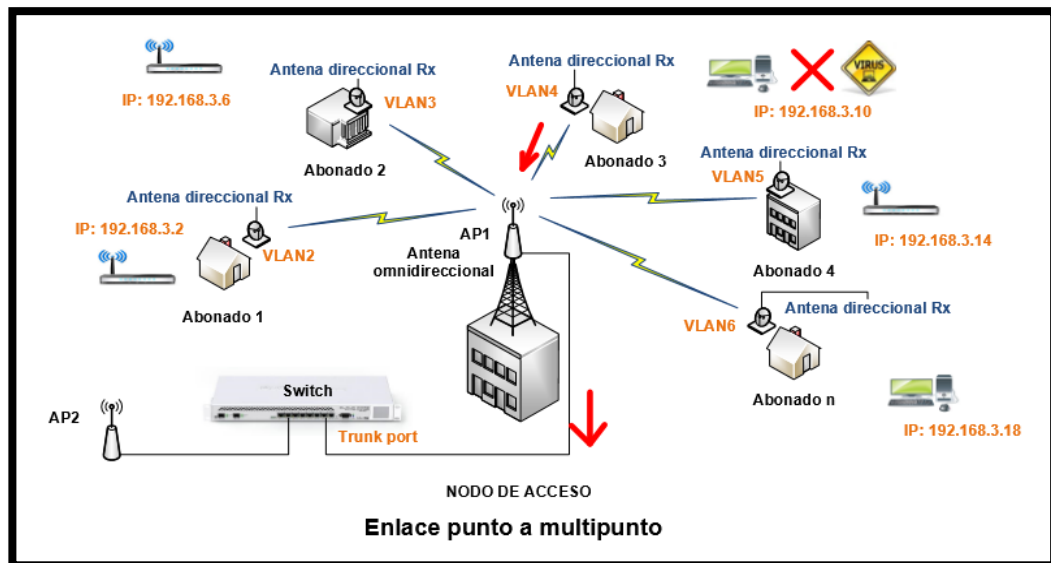 Antena direccional Rx
IP: 192.168.3.6
VLAN3
Abonado 2
Antena direccional Rx
VLAN4
Abonado 3
VIRUS
IP: 192.168.3.10
Antena direccional Rx
IP: 192.168.3.2
VLAN2
Abonado 1
AP1
Antena
omnidireccional
Antena direccional Rx
VLAN5
IP: 192.168.3.14
Abonado 4
Antena direccional Rx
VLAN6
Abonado n
IP: 192.168.3.18
AP2
Switch
Trunk port
NODO DE ACCESO
Enlace punto a multipunto